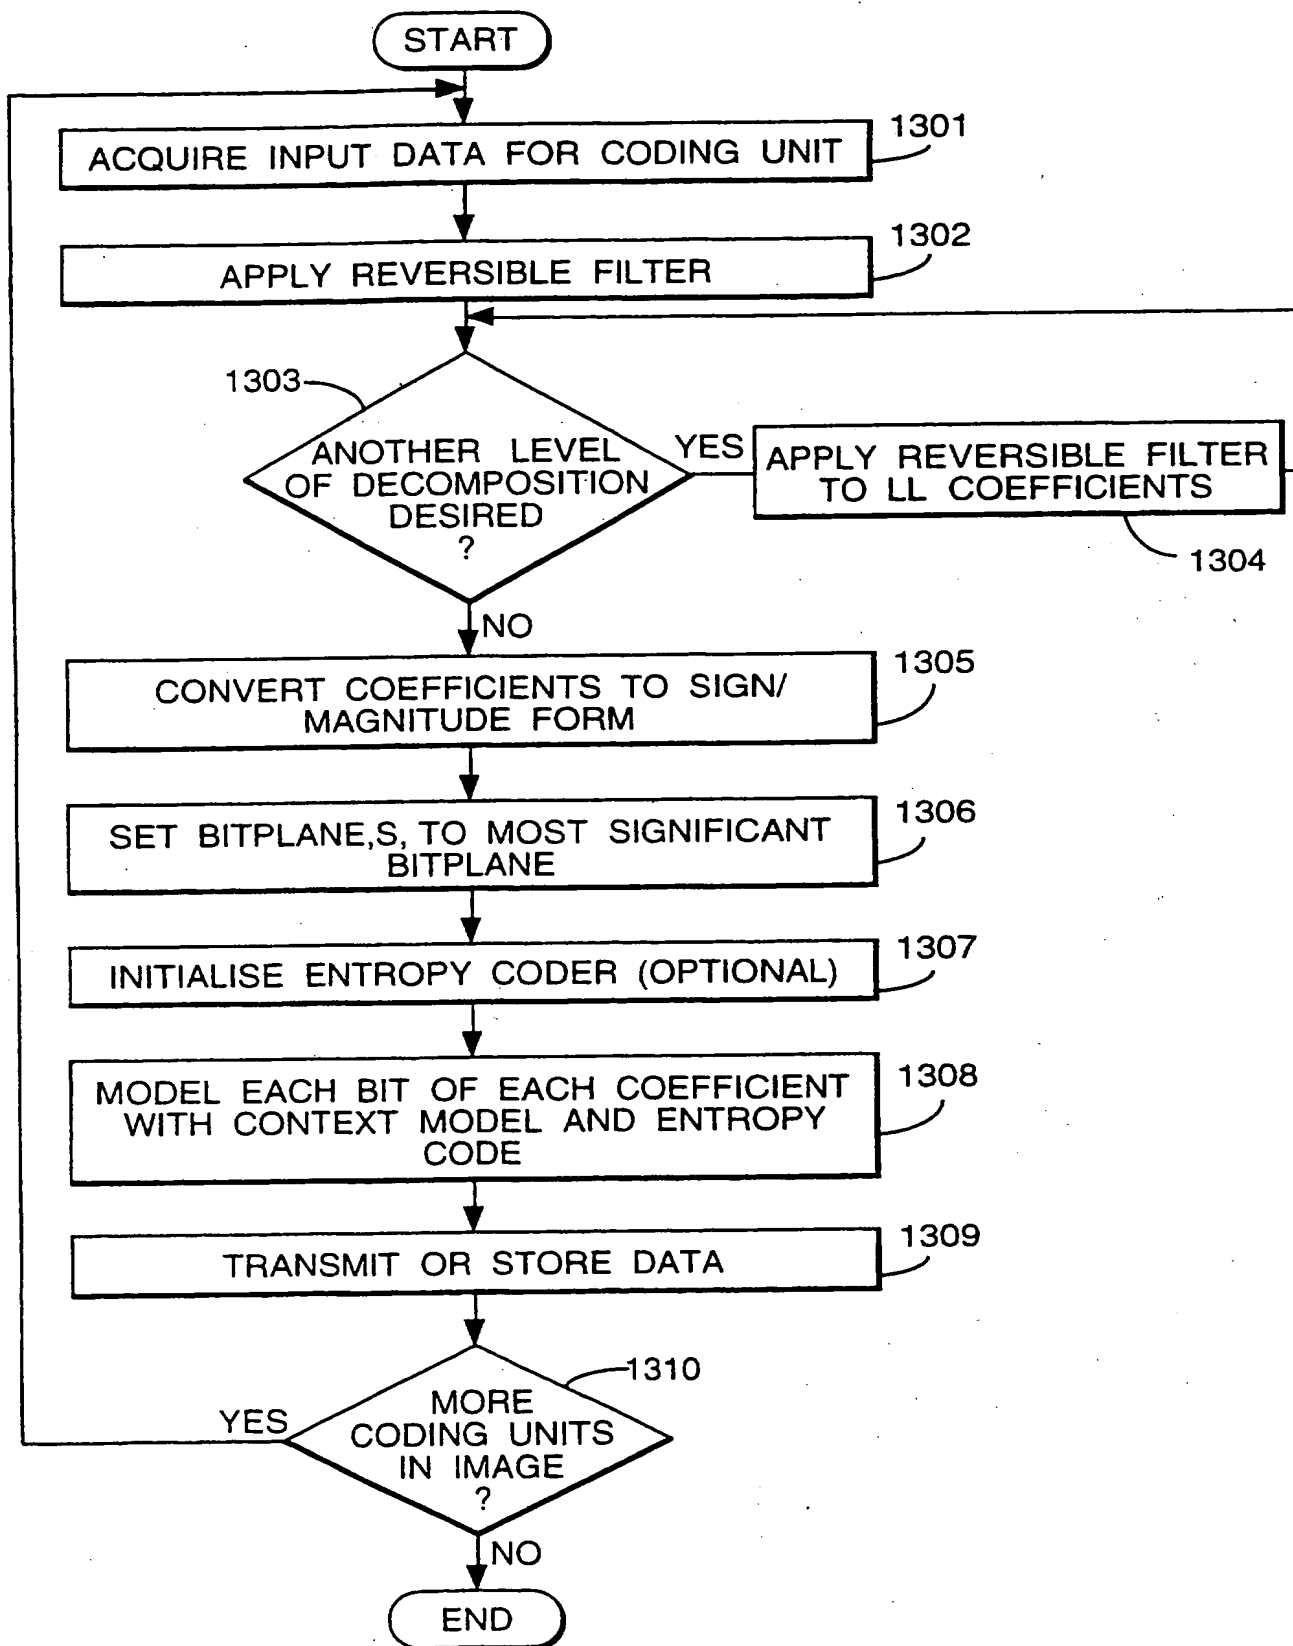 START
1301
ACQUIRE INPUT DATA FOR CODING UNIT
1302
APPLY REVERSIBLE FILTER
1303
ANOTHER LEVEL
OF DECOMPOSITION
DESIRED
?
YES
APPLY REVERSIBLE FILTER
TO LL COEFFICIENTS
1304
NO
1305
CONVERT COEFFICIENTS TO SIGN/
MAGNITUDE FORM
1306
SET BITPLANE,S, TO MOST SIGNIFICANT
BITPLANE
1307
INITIALISE ENTROPY CODER (OPTIONAL)
1308
MODEL EACH BIT OF EACH COEFFICIENT
WITH CONTEXT MODEL AND ENTROPY
CODE
1309
TRANSMIT OR STORE DATA
1310
MORE
CODING UNITS
IN IMAGE
?
YES
NO
END